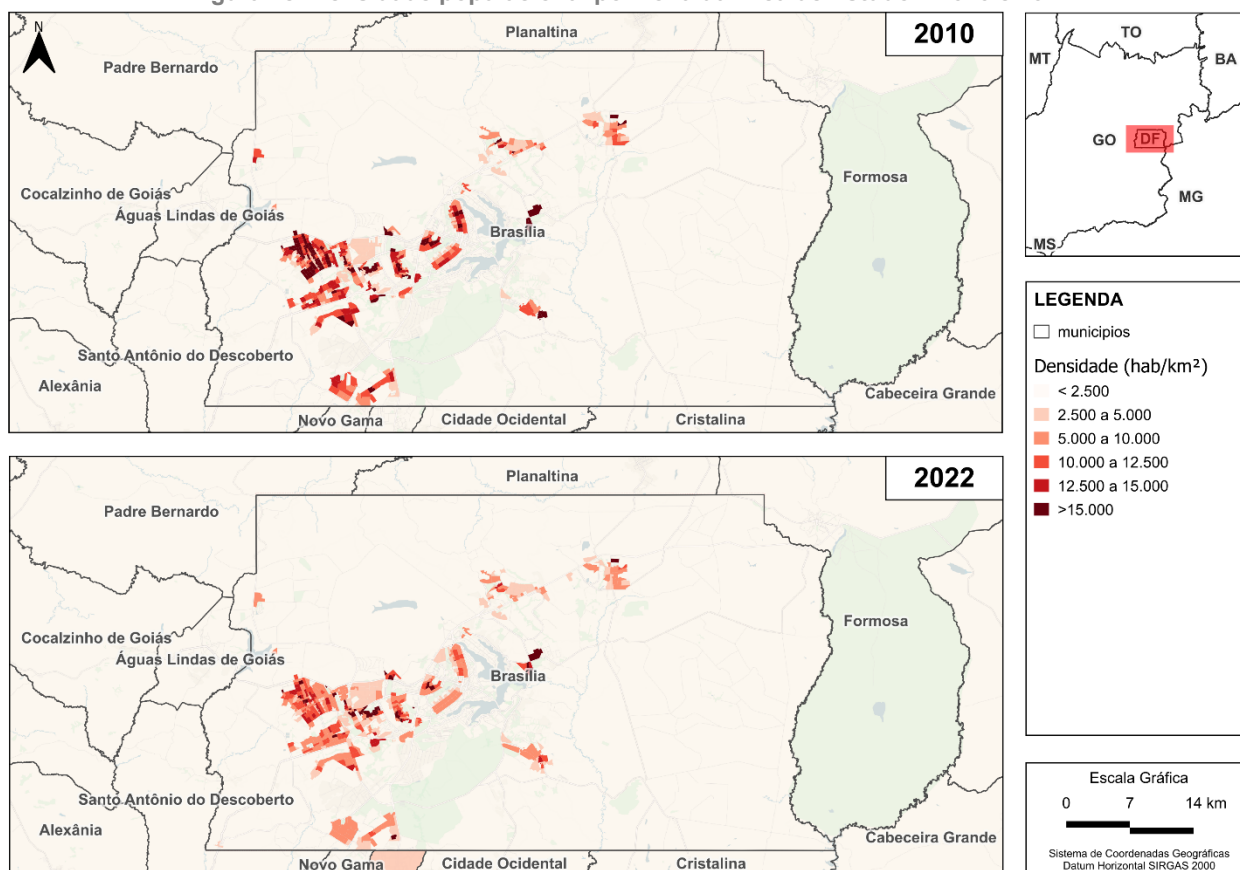 2010
N
Planaltina
Padre Bernardo
Formosa
Cocalzinho de Goiás
Águas Lindas de Goiás
Brasília
Santo Antônio do Descoberto
Alexânia
Cabeceira Grande
Novo Gama
Cidade Ocidental
Cristalina
2022
Planaltina
Padre Bernardo
Formosa
Cocalzinho de Goiás
Águas Lindas de Goiás
Brasília
Santo Antônio do Descoberto
Alexânia
Cabeceira Grande
Novo Gama
Cidade Ocidental
Cristalina
TO
MT
BA
GO
DF
MG
MS
LEGENDA
municipios
Densidade (hab/km²)
< 2.500
2.500 a 5.000
5.000 a 10.000
10.000 a 12.500
12.500 a 15.000
>15.000
Escala Gráfica
0 7 14 km
Sistema de Coordenadas Geográficas
Datum Horizontal SIRGAS 2000